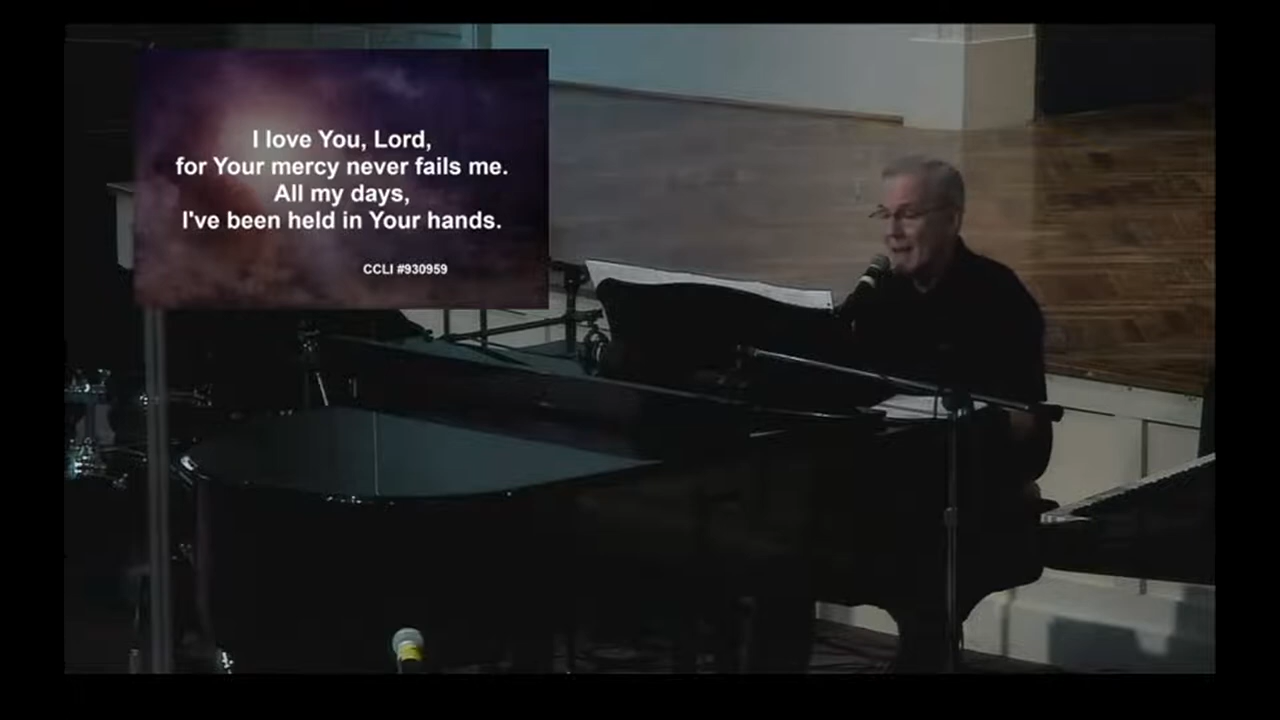 I love You, Lord,
for Your mercy never fails me.
All my days,
I've been held in Your hands.
CCLI #930959